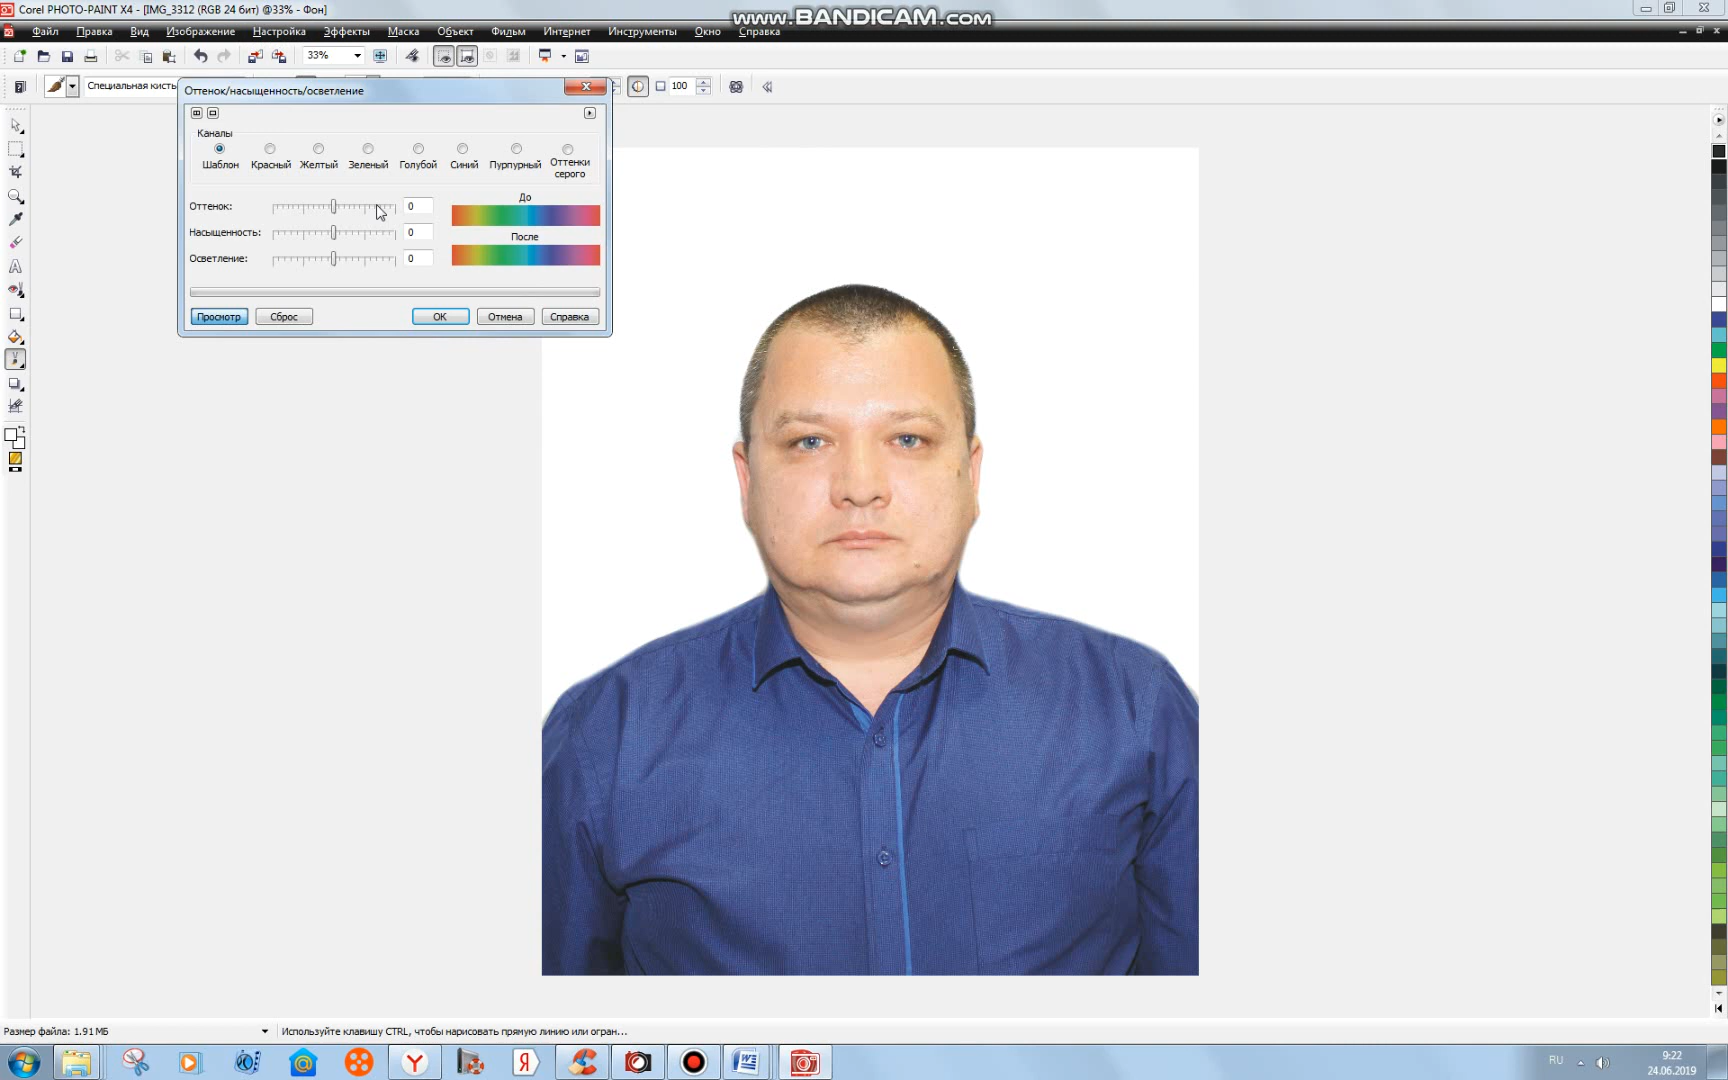 Corel PHOTO-PAINT X4 - [IMG_3312 (RGB 24 бит) @33% - Фон]
www.BANDICAM.com
Файл Правка Вид Изображение Настройка Эффекты Маска Объект Фильм Интернет Инструменты Окно Справка
33%
Специальная кисть
100
Оттенок/насыщенность/осветление
Каналы
Шаблон Красный Желтый Зеленый Голубой Синий Пурпурный Оттенки серого
Оттенок: 0
До
Насыщенность: 0
После
Осветление: 0
Просмотр Сброс ОК Отмена Справка
Размер файла: 1.91 МБ
Используйте клавишу CTRL, чтобы нарисовать прямую линию или огран...
RU
9:22
24.06.2019